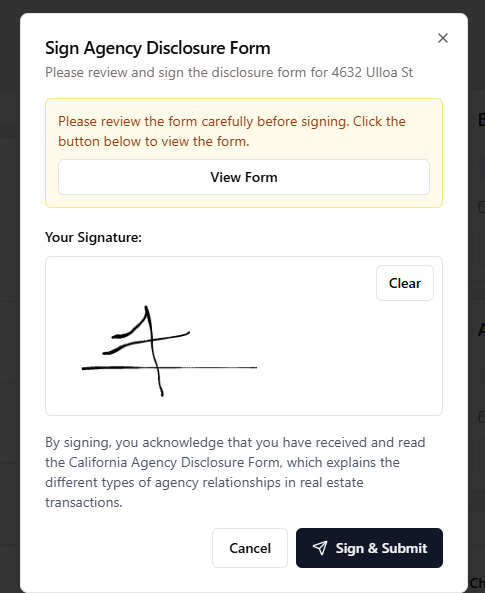 Sign Agency Disclosure Form
Please review and sign the disclosure form for 4632 Ulloa St
Please review the form carefully before signing. Click the
button below to view the form.
View Form
Your Signature:
Clear
By signing, you acknowledge that you have received and read
the California Agency Disclosure Form, which explains the
different types of agency relationships in real estate
transactions.
Cancel
Sign & Submit